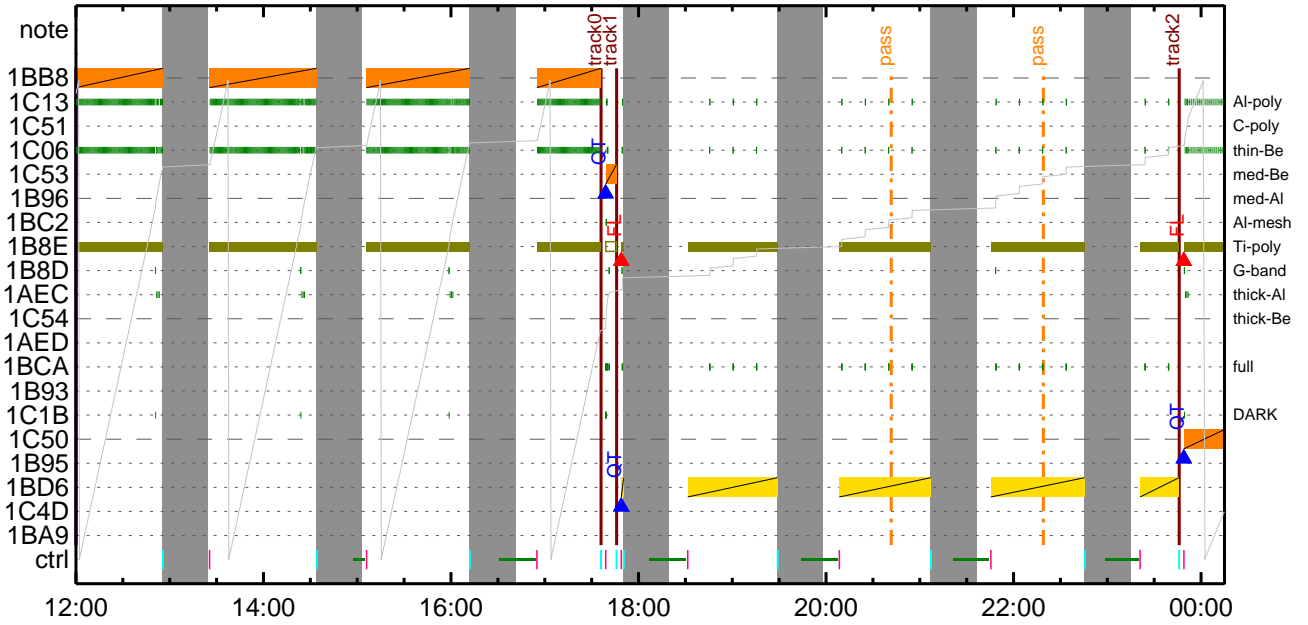 note
track0
track1
pass
pass
track2
1BB8
1C13 Al-poly
1C51 C-poly
1C06 thin-Be
QT
1C53 med-Be
1B96 med-Al
1BC2 Al-mesh
FL
FL
1B8E Ti-poly
1B8D G-band
1AEC thick-Al
1C54 thick-Be
1AED
1BCA full
1B93
1C1B DARK
QT
1C50
1B95
QT
1BD6
1C4D
1BA9
ctrl
12:00 14:00 16:00 18:00 20:00 22:00 00:00